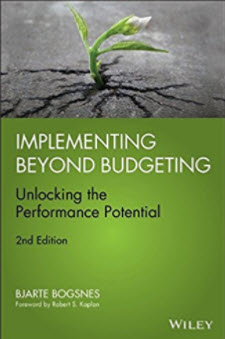 IMPLEMENTING
BEYOND BUDGETING
Unlocking the
Performance Potential
2nd Edition
BJARTE BOGSNES
Foreword by Robert S. Kaplan
WILEY